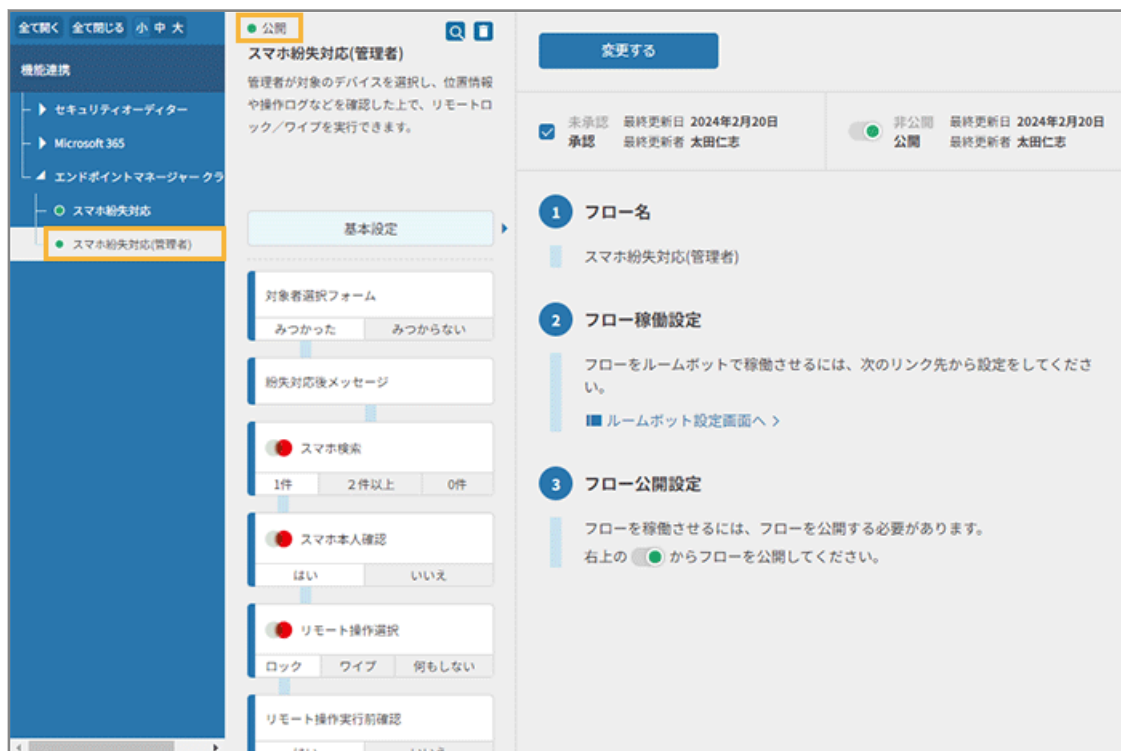 全て開く 全て閉じる 小 中 大
機能連携
セキュリティオーディター
Microsoft 365
エンドポイントマネージャー クラ
スマホ紛失対応
スマホ紛失対応(管理者)
公開
スマホ紛失対応(管理者)
管理者が対象のデバイスを選択し、位置情報
や操作ログなどを確認した上で、リモートロ
ック／ワイプを実行できます。
基本設定
対象者選択フォーム
みつかった みつからない
紛失対応後メッセージ
スマホ検索
1件 2件以上 0件
スマホ本人確認
はい いいえ
リモート操作選択
ロック ワイプ 何もしない
リモート操作実行前確認
変更する
未承認 最終更新日 2024年2月20日
承認 最終更新者 太田仁志
非公開 最終更新日 2024年2月20日
公開 最終更新者 太田仁志
1 フロー名
スマホ紛失対応(管理者)
2 フロー稼働設定
フローをルームボットで稼働させるには、次のリンク先から設定をしてくださ
い。
ルームボット設定画面へ >
3 フロー公開設定
フローを稼働させるには、フローを公開する必要があります。
右上の からフローを公開してください。